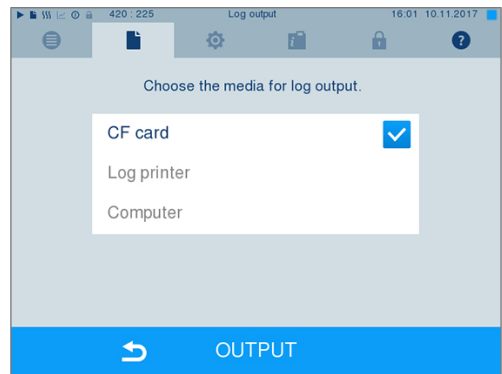 420 : 225 Log output 16:01 10.11.2017
Choose the media for log output.
CF card
Log printer
Computer
OUTPUT